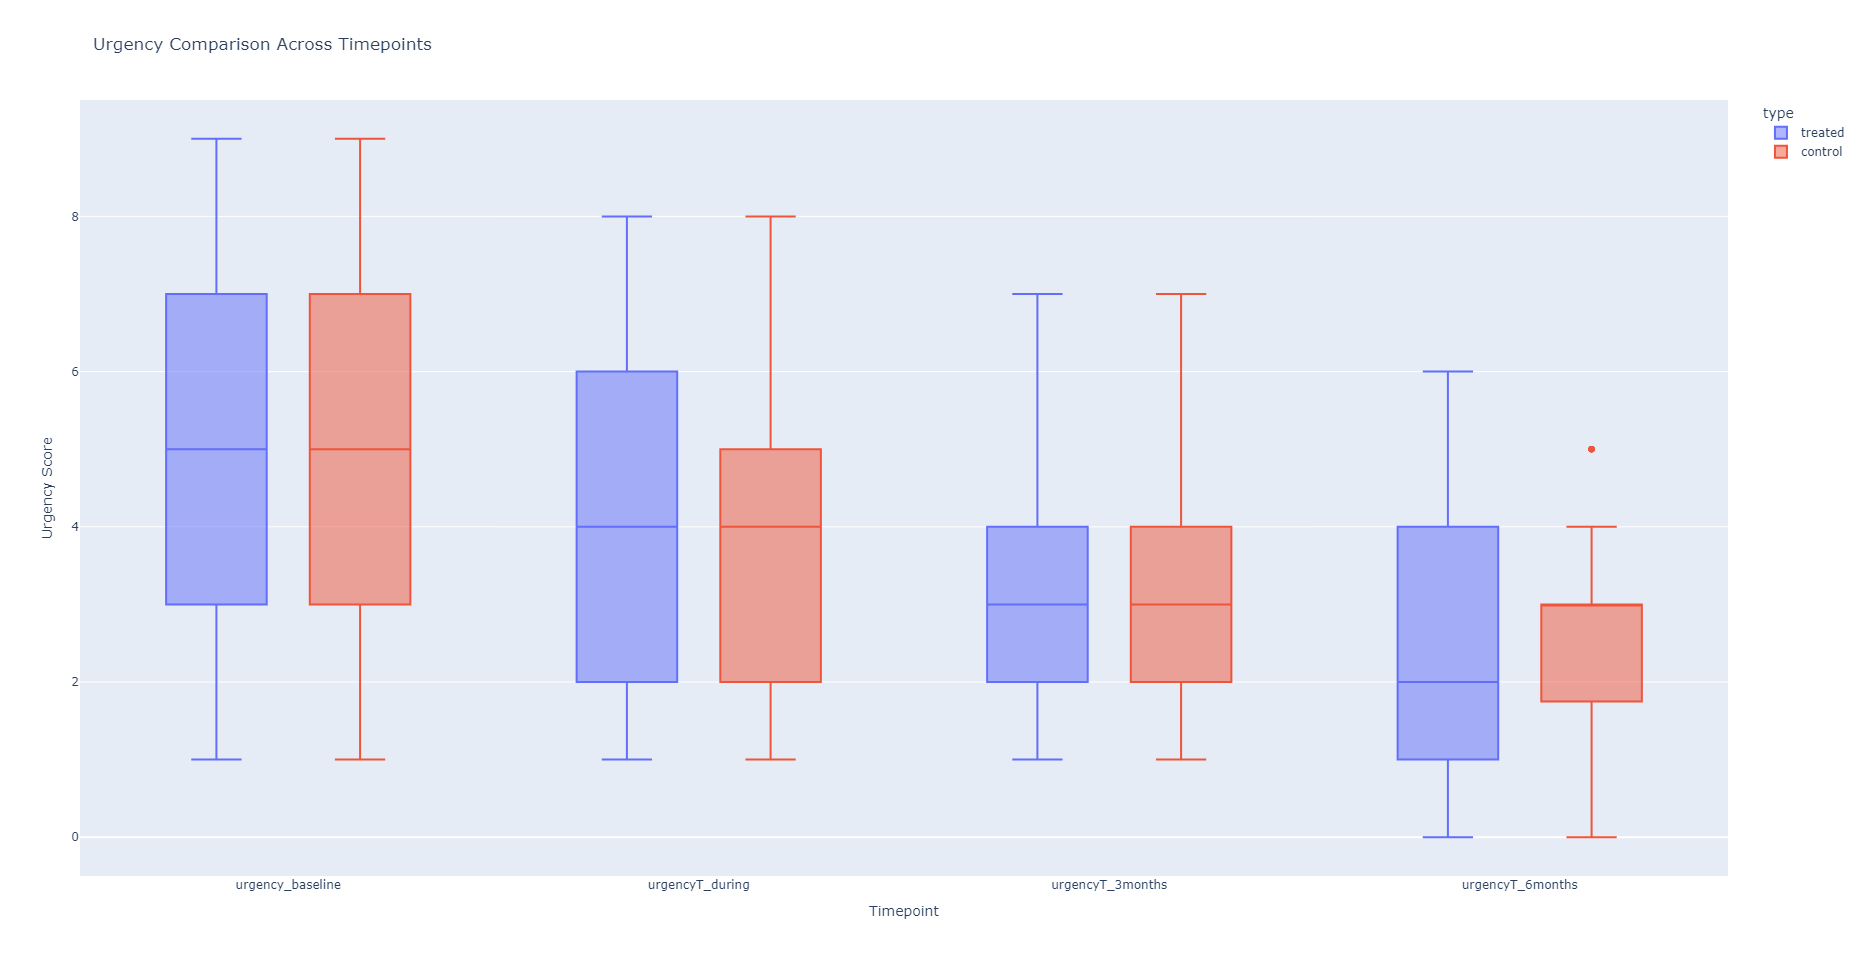 Urgency Comparison Across Timepoints
type
treated
control
8
6
4
2
0
Urgency Score
urgency_baseline
urgencyT_during
urgencyT_3months
urgencyT_6months
Timepoint